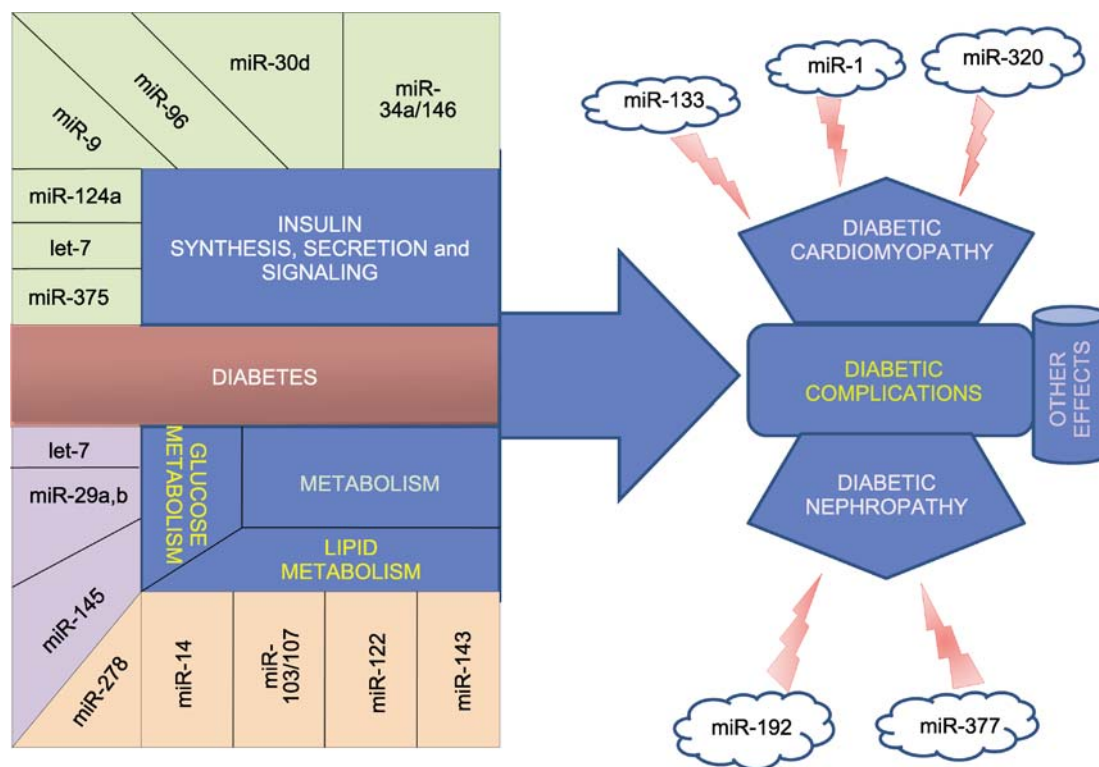 miR-9
miR-96
miR-30d
miR-
34a/146
miR-124a
let-7
miR-375
INSULIN
SYNTHESIS, SECRETION and
SIGNALING
DIABETES
let-7
miR-29a,b
miR-145
miR-278
GLUCOSE
METABOLISM
METABOLISM
LIPID
METABOLISM
miR-14
miR-
103/107
miR-122
miR-143
miR-133
miR-1
miR-320
DIABETIC
CARDIOMYOPATHY
DIABETIC
COMPLICATIONS
OTHER
EFFECTS
DIABETIC
NEPHROPATHY
miR-192
miR-377